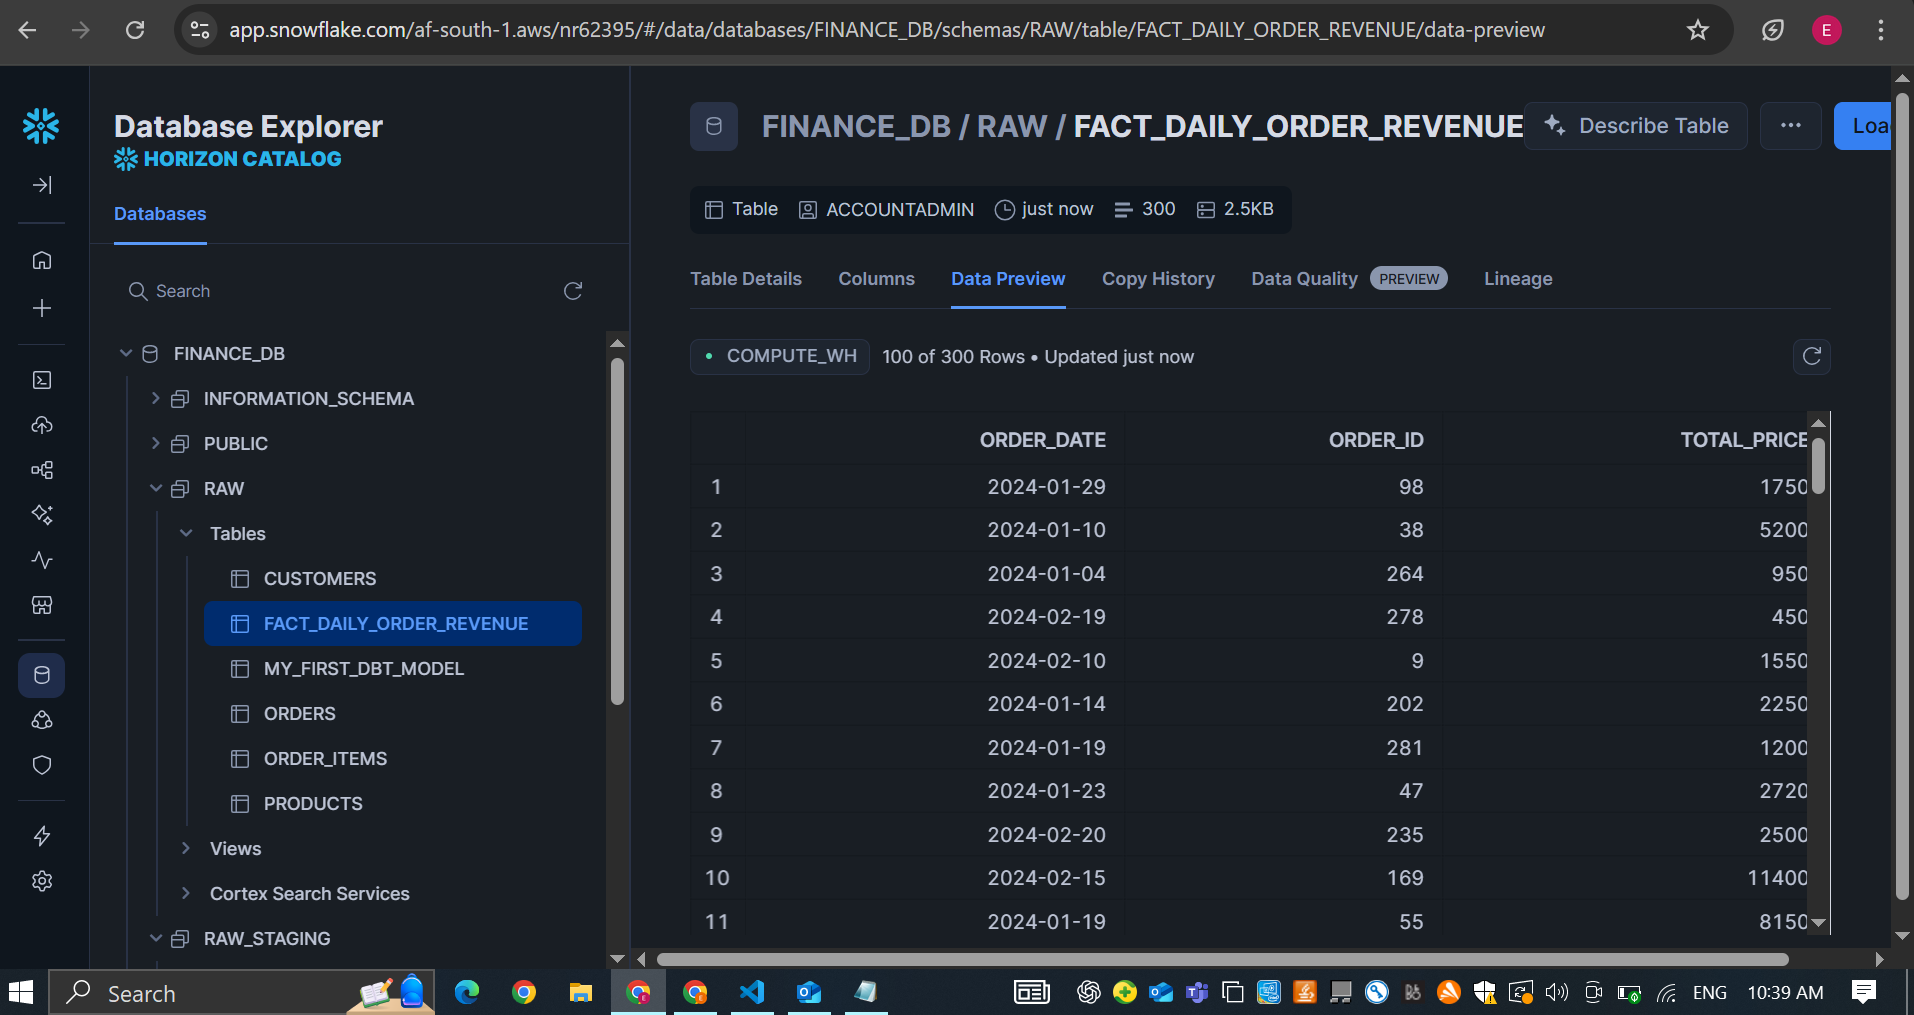 app.snowflake.com/af-south-1.aws/nr62395/#/data/databases/FINANCE_DB/schemas/RAW/table/FACT_DAILY_ORDER_REVENUE/data-preview
E
Database Explorer
HORIZON CATALOG
Databases
Search
FINANCE_DB
INFORMATION_SCHEMA
PUBLIC
RAW
Tables
CUSTOMERS
FACT_DAILY_ORDER_REVENUE
MY_FIRST_DBT_MODEL
ORDERS
ORDER_ITEMS
PRODUCTS
Views
Cortex Search Services
RAW_STAGING
FINANCE_DB / RAW / FACT_DAILY_ORDER_REVENUE
Describe Table
...
Loa
Table ACCOUNTADMIN just now 300 2.5KB
Table Details Columns Data Preview Copy History Data Quality PREVIEW Lineage
COMPUTE_WH 100 of 300 Rows • Updated just now
ORDER_DATE ORDER_ID TOTAL_PRICE
1 2024-01-29 98 1750
2 2024-01-10 38 5200
3 2024-01-04 264 950
4 2024-02-19 278 450
5 2024-02-10 9 1550
6 2024-01-14 202 2250
7 2024-01-19 281 1200
8 2024-01-23 47 2720
9 2024-02-20 235 2500
10 2024-02-15 169 11400
11 2024-01-19 55 8150
Search
ENG 10:39 AM